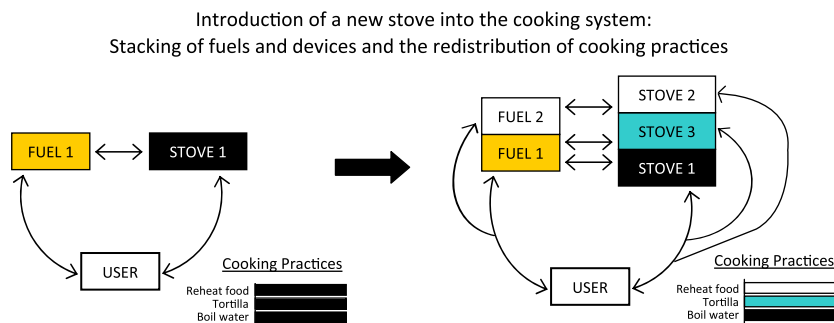 Introduction of a new stove into the cooking system:
Stacking of fuels and devices and the redistribution of cooking practices
FUEL 1
STOVE 1
USER
Cooking Practices
Reheat food
Tortilla
Boil water
FUEL 2
FUEL 1
STOVE 2
STOVE 3
STOVE 1
USER
Cooking Practices
Reheat food
Tortilla
Boil water